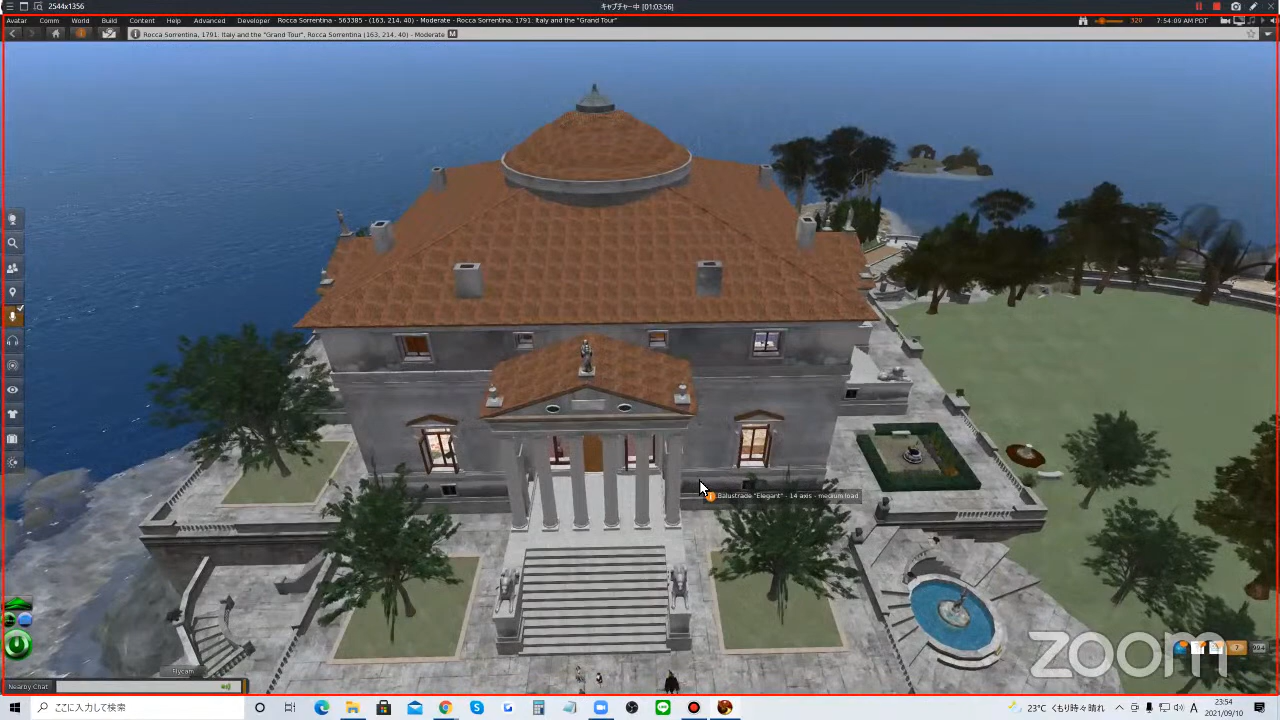 2544x1356
キャプチャー中 [01:03:56]
Avatar Comm World Build Content Help Advanced Developer Rocca Sorrentina - 563385 - (163, 214, 40) - Moderate - Rocca Sorrentina, 1791: Italy and the "Grand Tour"
320 7:54:09 AM PDT
Rocca Sorrentina, 1791: Italy and the "Grand Tour", Rocca Sorrentina (163, 214, 40) - Moderate M
Balustrade "Elegant" - 14 axis - medium load
zoom
Flycam
Nearby Chat
ここに入力して検索
23°C くもり時々晴れ
A
23:54
2021/09/10